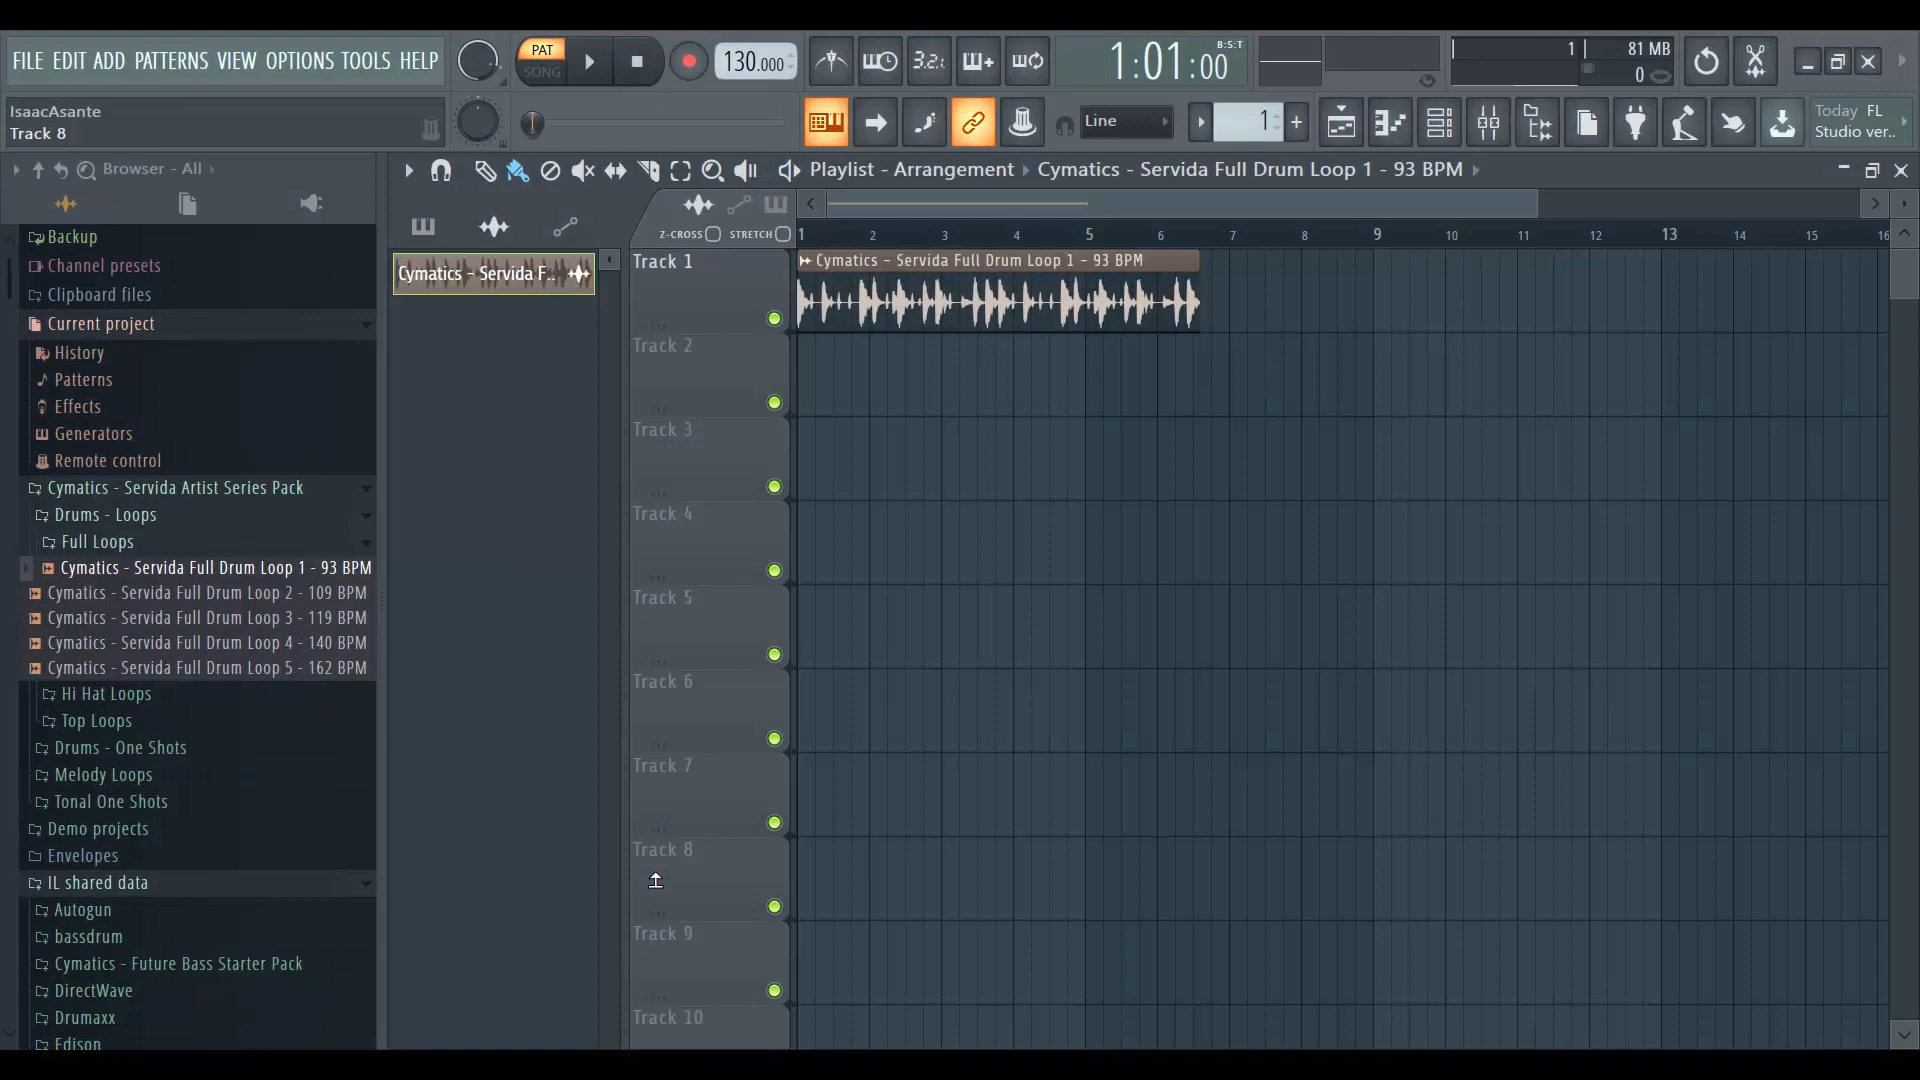 FILE EDIT ADD PATTERNS VIEW OPTIONS TOOLS HELP
PAT
SONG
130.000
3.2.
1:01:00
B:S:T
1
81 MB
0
IsaacAsante
Track 8
Line
1
Today FL
Studio ver..
Browser - All
Playlist - Arrangement
Cymatics - Servida Full Drum Loop 1 - 93 BPM
Backup
Channel presets
Clipboard files
Current project
History
Patterns
Effects
Generators
Remote control
Cymatics - Servida Artist Series Pack
Drums - Loops
Full Loops
Cymatics - Servida Full Drum Loop 1 - 93 BPM
Cymatics - Servida Full Drum Loop 2 - 109 BPM
Cymatics - Servida Full Drum Loop 3 - 119 BPM
Cymatics - Servida Full Drum Loop 4 - 140 BPM
Cymatics - Servida Full Drum Loop 5 - 162 BPM
Hi Hat Loops
Top Loops
Drums - One Shots
Melody Loops
Tonal One Shots
Demo projects
Envelopes
IL shared data
Autogun
bassdrum
Cymatics - Future Bass Starter Pack
DirectWave
Drumaxx
Edison
Cymatics - Servida F..
Z-CROSS
STRETCH
1 2 3 4 5 6 7 8 9 10 11 12 13 14 15 16
Track 1
Cymatics - Servida Full Drum Loop 1 - 93 BPM
Track 2
Track 3
Track 4
Track 5
Track 6
Track 7
Track 8
Track 9
Track 10